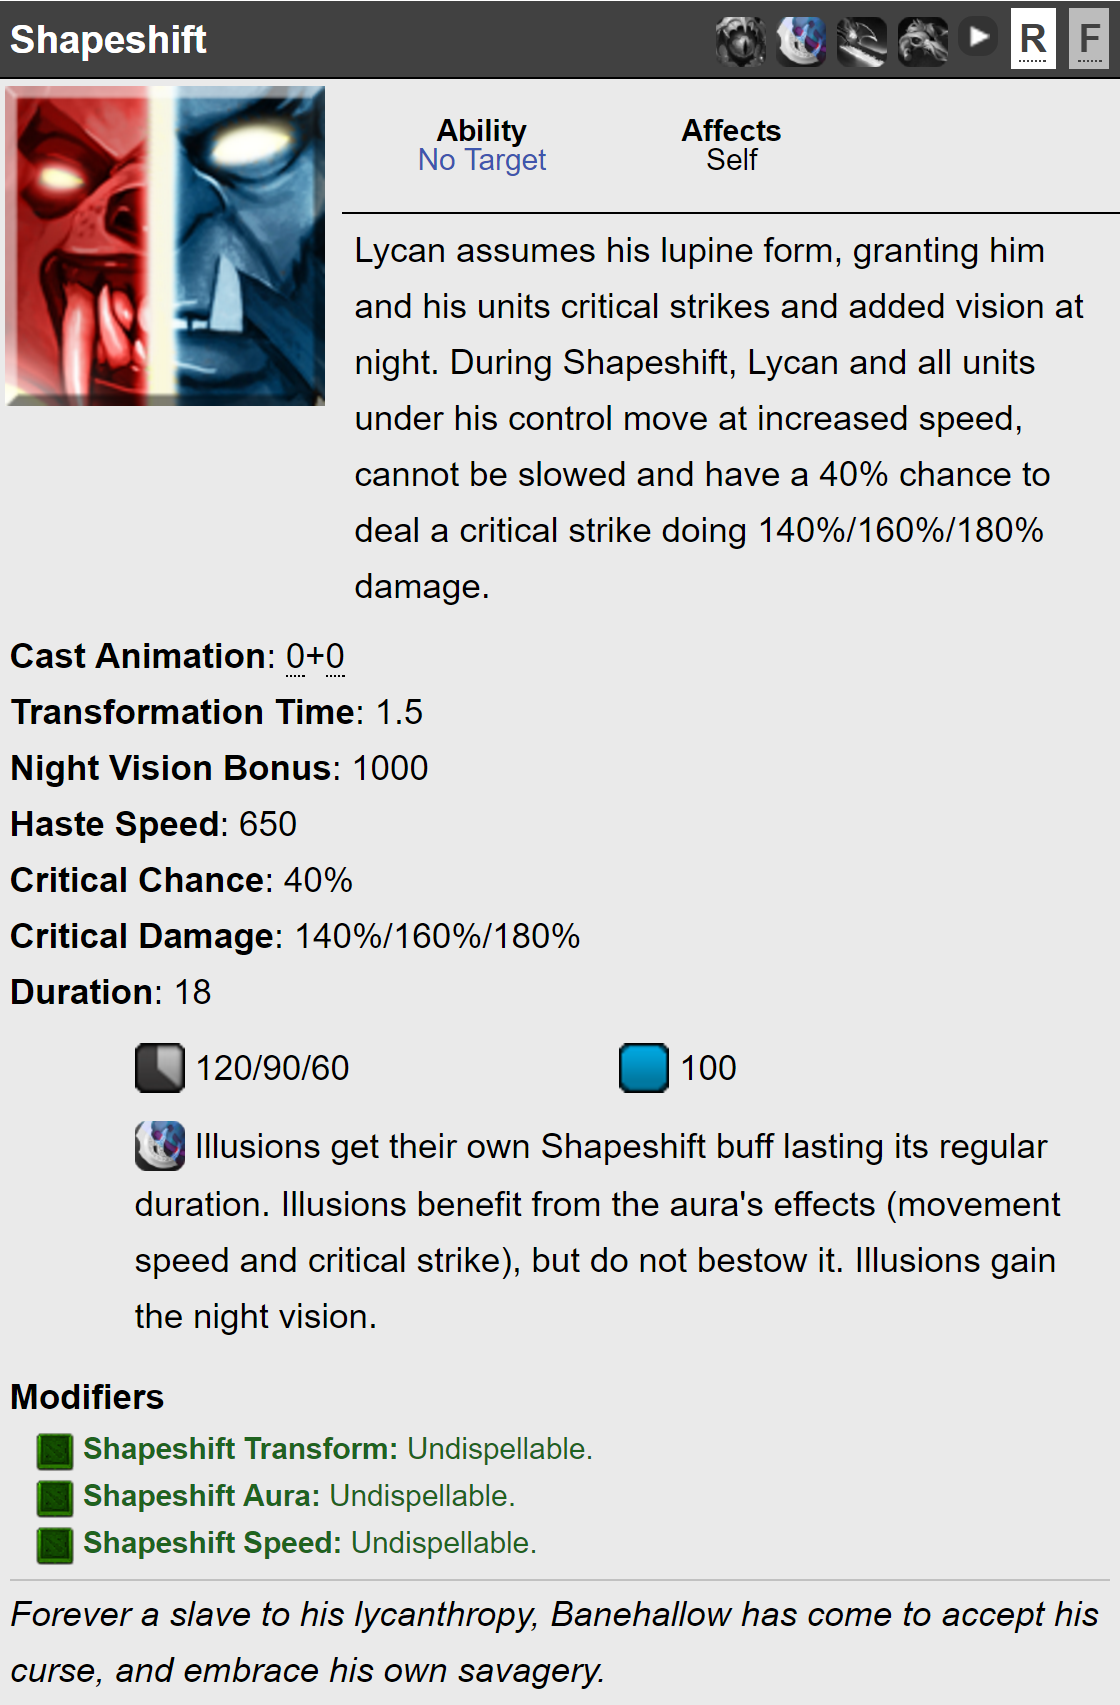 Shapeshift R F
Ability Affects
No Target Self
Lycan assumes his lupine form, granting him
and his units critical strikes and added vision at
night. During Shapeshift, Lycan and all units
under his control move at increased speed,
cannot be slowed and have a 40% chance to
deal a critical strike doing 140%/160%/180%
damage.
Cast Animation: 0+0
Transformation Time: 1.5
Night Vision Bonus: 1000
Haste Speed: 650
Critical Chance: 40%
Critical Damage: 140%/160%/180%
Duration: 18
120/90/60 100
Illusions get their own Shapeshift buff lasting its regular
duration. Illusions benefit from the aura's effects (movement
speed and critical strike), but do not bestow it. Illusions gain
the night vision.
Modifiers
Shapeshift Transform: Undispellable.
Shapeshift Aura: Undispellable.
Shapeshift Speed: Undispellable.
Forever a slave to his lycanthropy, Banehallow has come to accept his
curse, and embrace his own savagery.